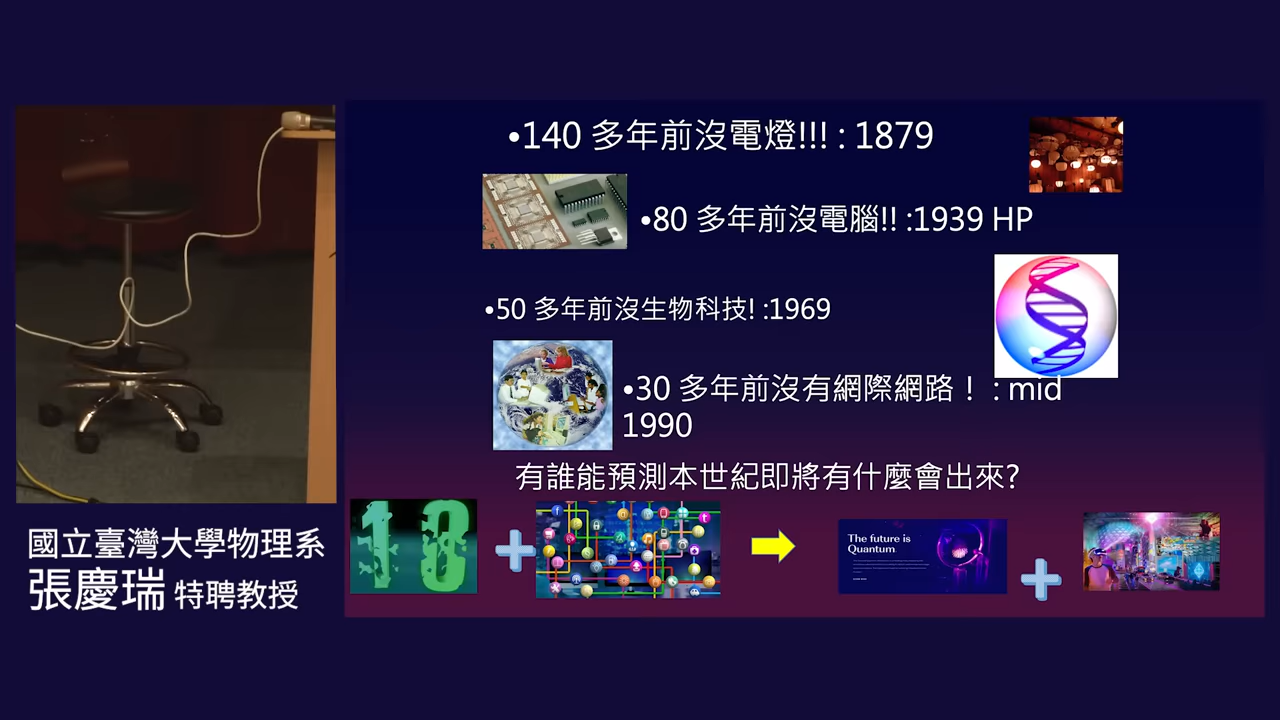 •140 多年前沒電燈!!! : 1879
•80 多年前沒電腦!! :1939 HP
•50 多年前沒生物科技! :1969
•30 多年前沒有網際網路！ : mid
1990
有誰能預測本世紀即將有什麼會出來?
The future is
Quantum
國立臺灣大學物理系
張慶瑞 特聘教授